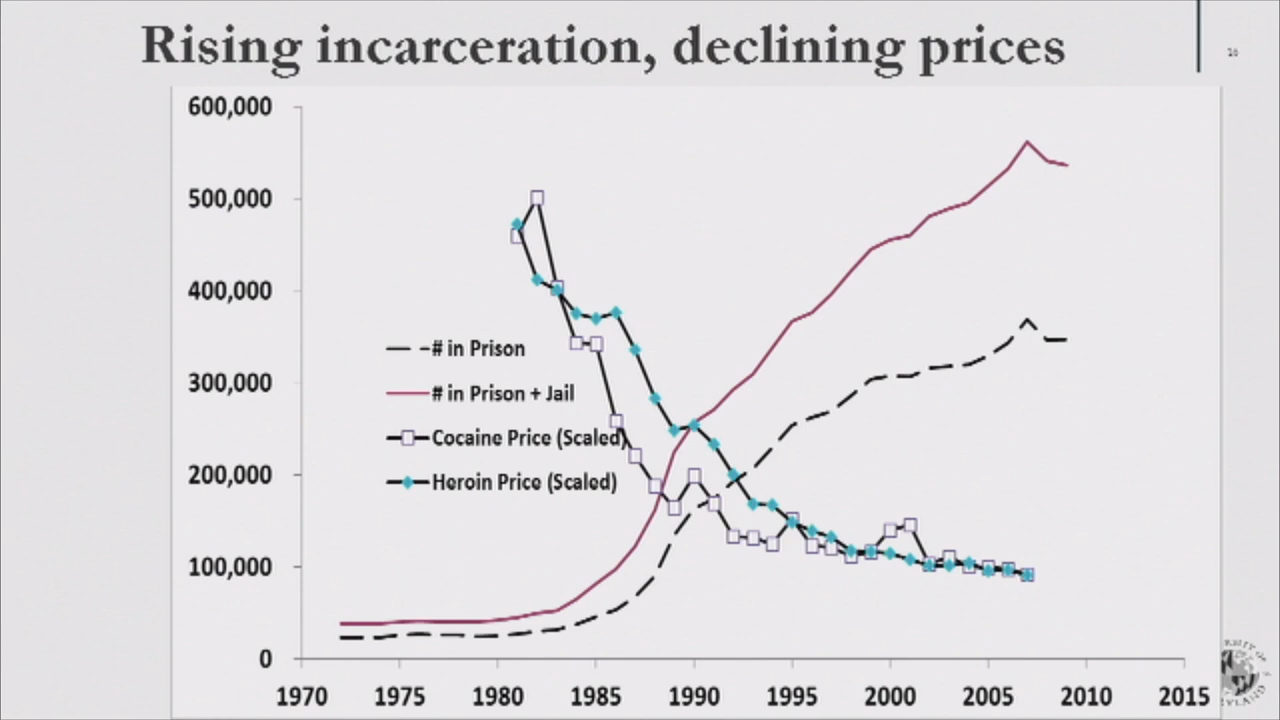 Rising incarceration, declining prices
600,000
500,000
400,000
300,000
200,000
100,000
0
# in Prison
# in Prison + Jail
Cocaine Price (Scaled)
Heroin Price (Scaled)
1970 1975 1980 1985 1990 1995 2000 2005 2010 2015